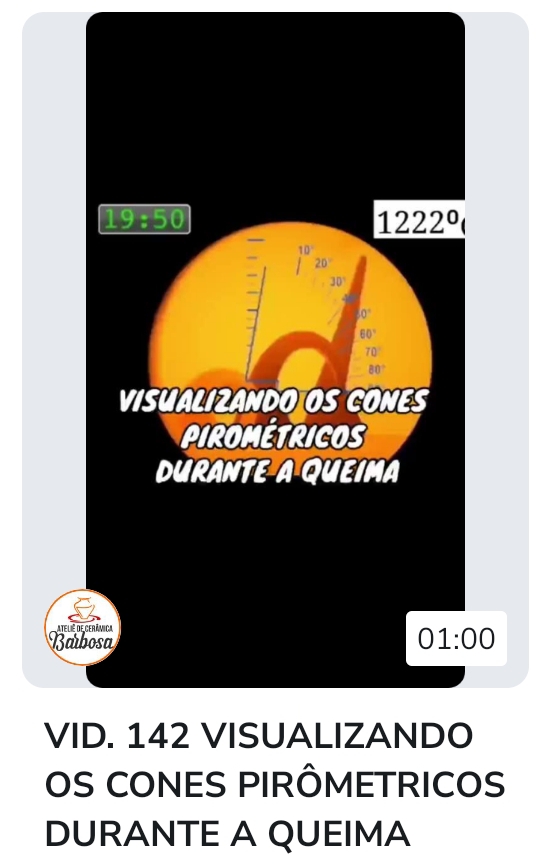 19:50
1222º
10°
20°
30°
60°
70°
80°
VISUALIZANDO OS CONES
PIROMÉTRICOS
DURANTE A QUEIMA
ATELIÊ DE CERÂMICA
Barbosa
01:00
VID. 142 VISUALIZANDO
OS CONES PIRÔMETRICOS
DURANTE A QUEIMA